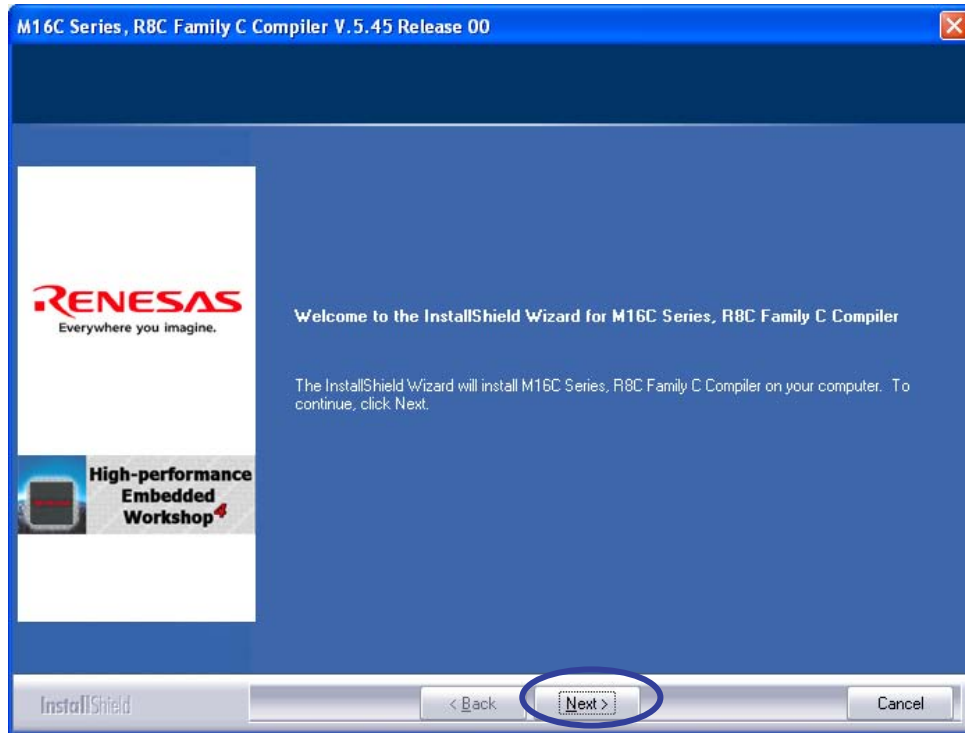 M16C Series, R8C Family C Compiler V.5.45 Release 00
RENESAS
Everywhere you imagine.
Welcome to the InstallShield Wizard for M16C Series, R8C Family C Compiler
The InstallShield Wizard will install M16C Series, R8C Family C Compiler on your computer. To
continue, click Next.
High-performance
Embedded
Workshop 4
InstallShield
< Back
Next >
Cancel